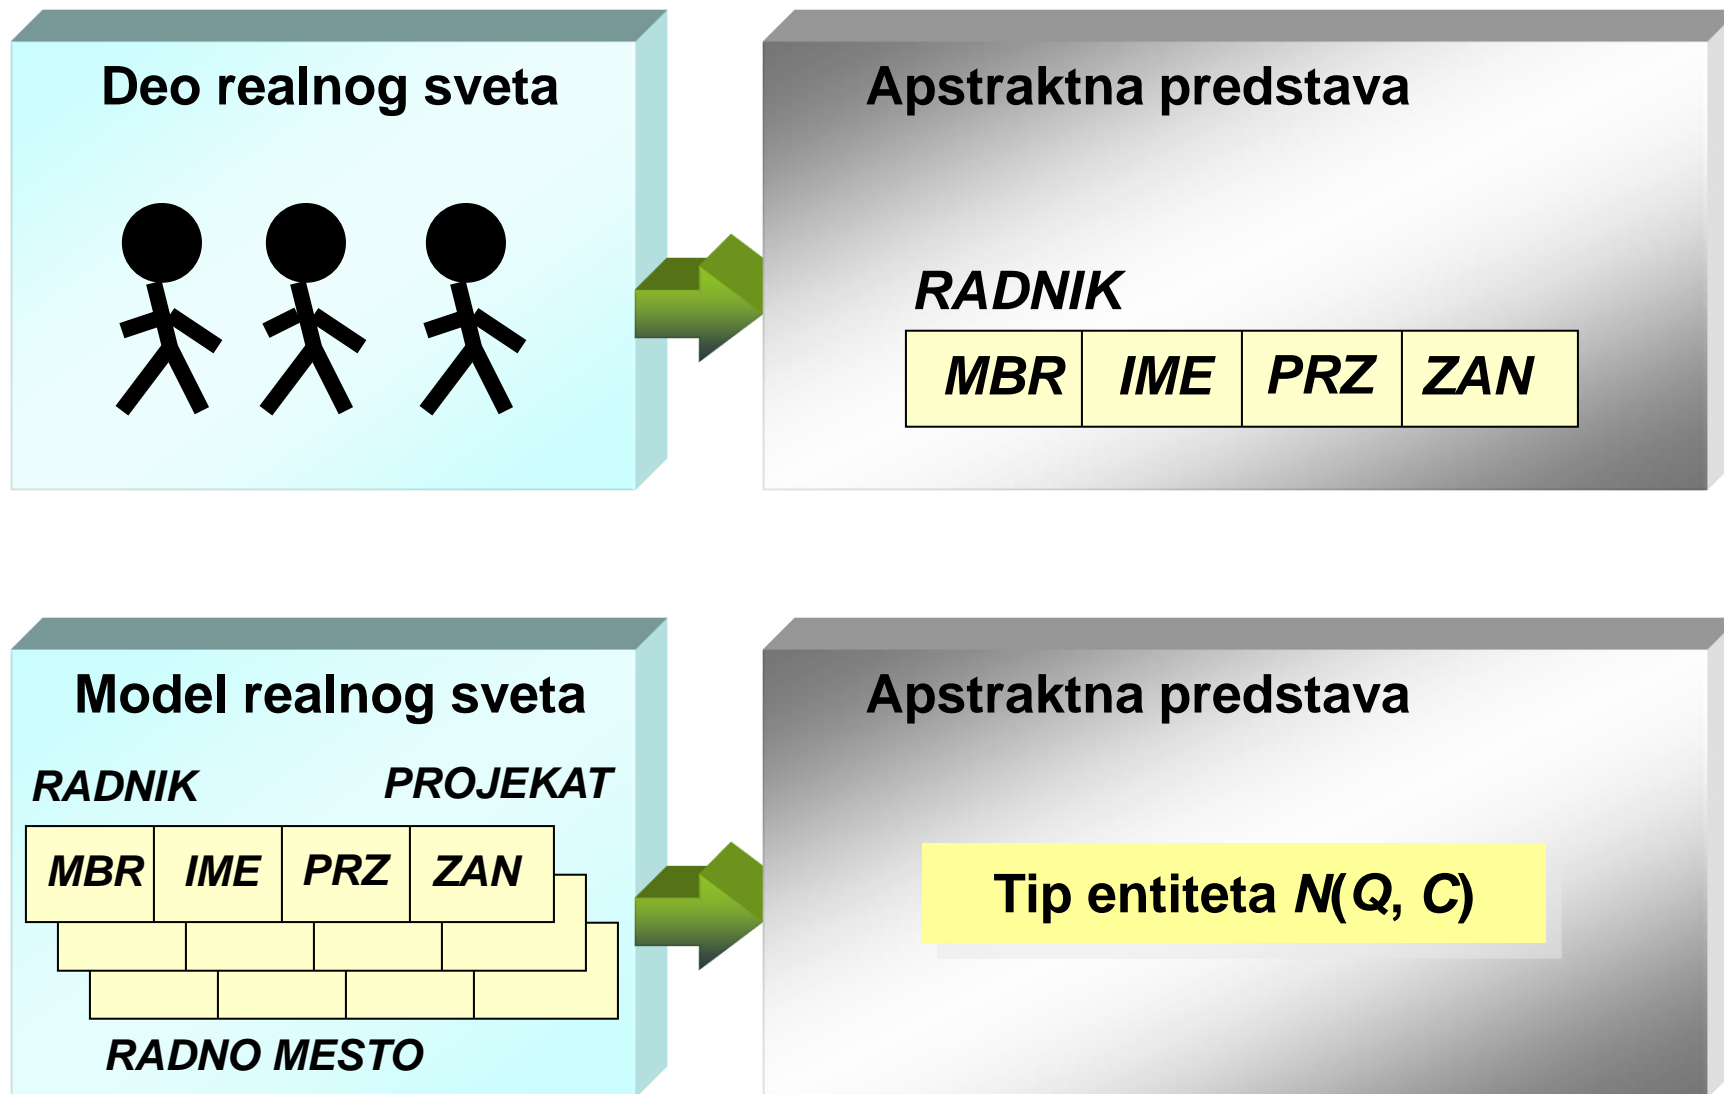 Deo realnog sveta
Apstraktna predstava
RADNIK
MBR IME PRZ ZAN
Model realnog sveta
RADNIK PROJEKAT
MBR IME PRZ ZAN
RADNO MESTO
Apstraktna predstava
Tip entiteta N(Q, C)